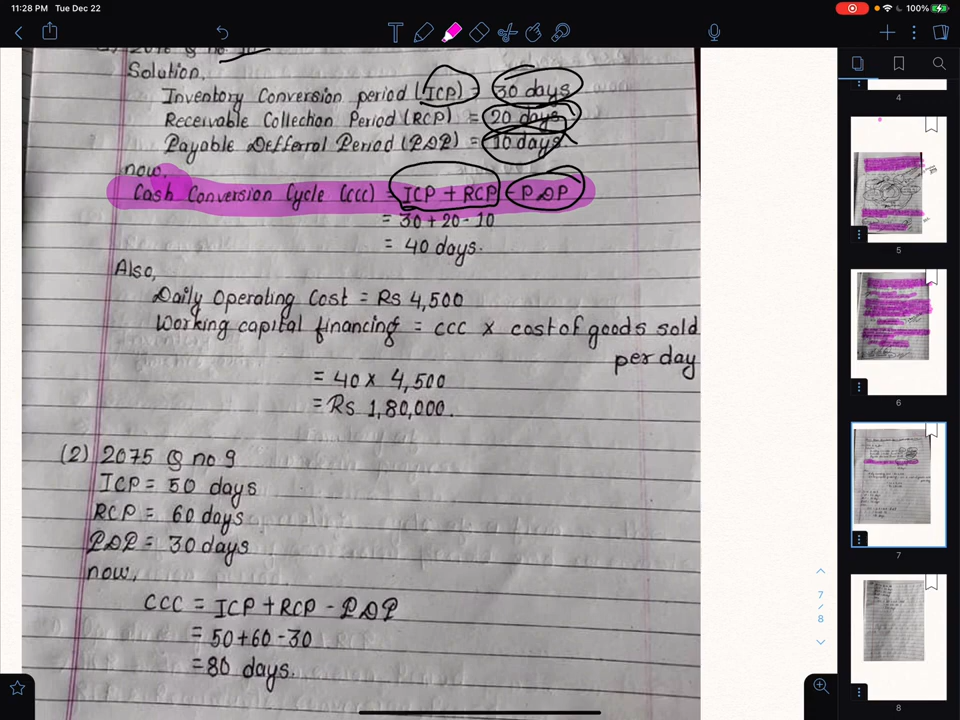 11:28 PM Tue Dec 22
100%
Solution,
Inventory Conversion period (ICP) = 30 days
Receivable Collection Period (RCP) = 20 days
Payable Defferal Period (PDP) = 10 days
now,
Cash Conversion Cycle (CCC) = ICP + RCP - PDP
= 30 + 20 - 10
= 40 days.
Also,
Daily Operating Cost = Rs 4,500
Working capital financing = CCC x cost of goods sold
per day
= 40 x 4,500
= Rs 1,80,000.
(2) 2075 Q no 9
ICP = 50 days
RCP = 60 days
PDP = 30 days
now,
CCC = ICP + RCP - PDP
= 50 + 60 - 30
= 80 days.
4
5
6
7
8
7
/
8